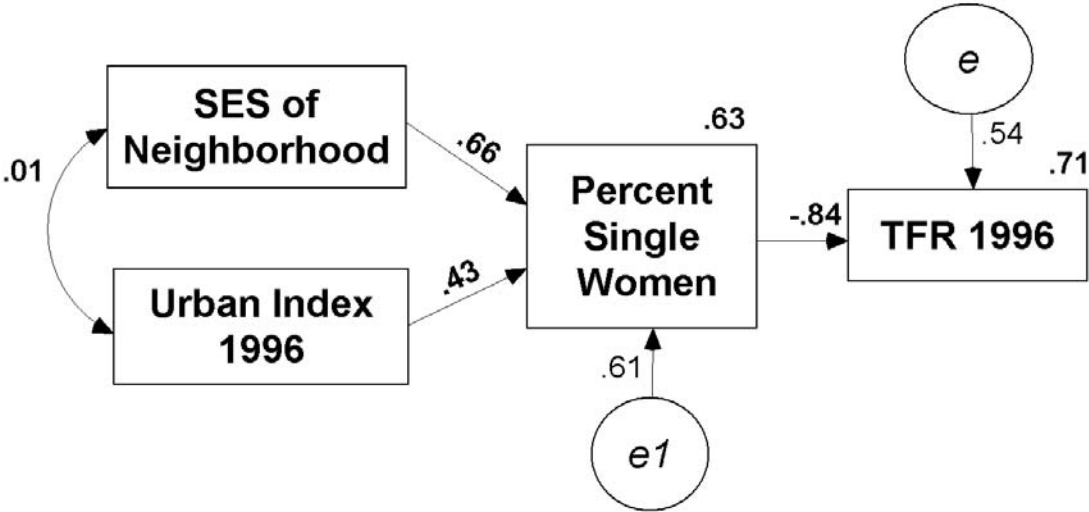 SES of
Neighborhood
.01
Urban Index
1996
.66
.43
.63
Percent
Single
Women
.61
e1
-.84
e
.54
.71
TFR 1996